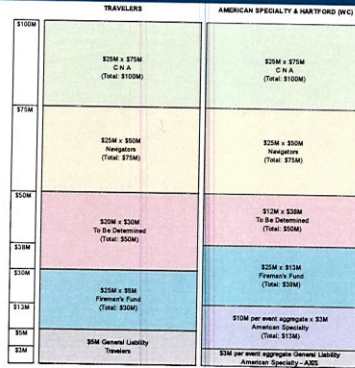 TRAVELERS
AMERICAN SPECIALTY & HARTFORD (WC)
$100M
$25M x $75M
C N A
(Total: $100M)
$25M x $75M
C N A
(Total: $100M)
$75M
$25M x $50M
Navigators
(Total: $75M)
$25M x $50M
Navigators
(Total: $75M)
$50M
$20M x $30M
To Be Determined
(Total: $50M)
$12M x $38M
To Be Determined
(Total: $50M)
$38M
$30M
$25M x $5M
Fireman's Fund
(Total: $30M)
$25M x $13M
Fireman's Fund
(Total: $38M)
$13M
$10M per event aggregate x $3M
American Specialty
(Total: $13M)
$5M
$5M General Liability
Travelers
$3M
$3M per event aggregate General Liability
American Specialty - AXIS